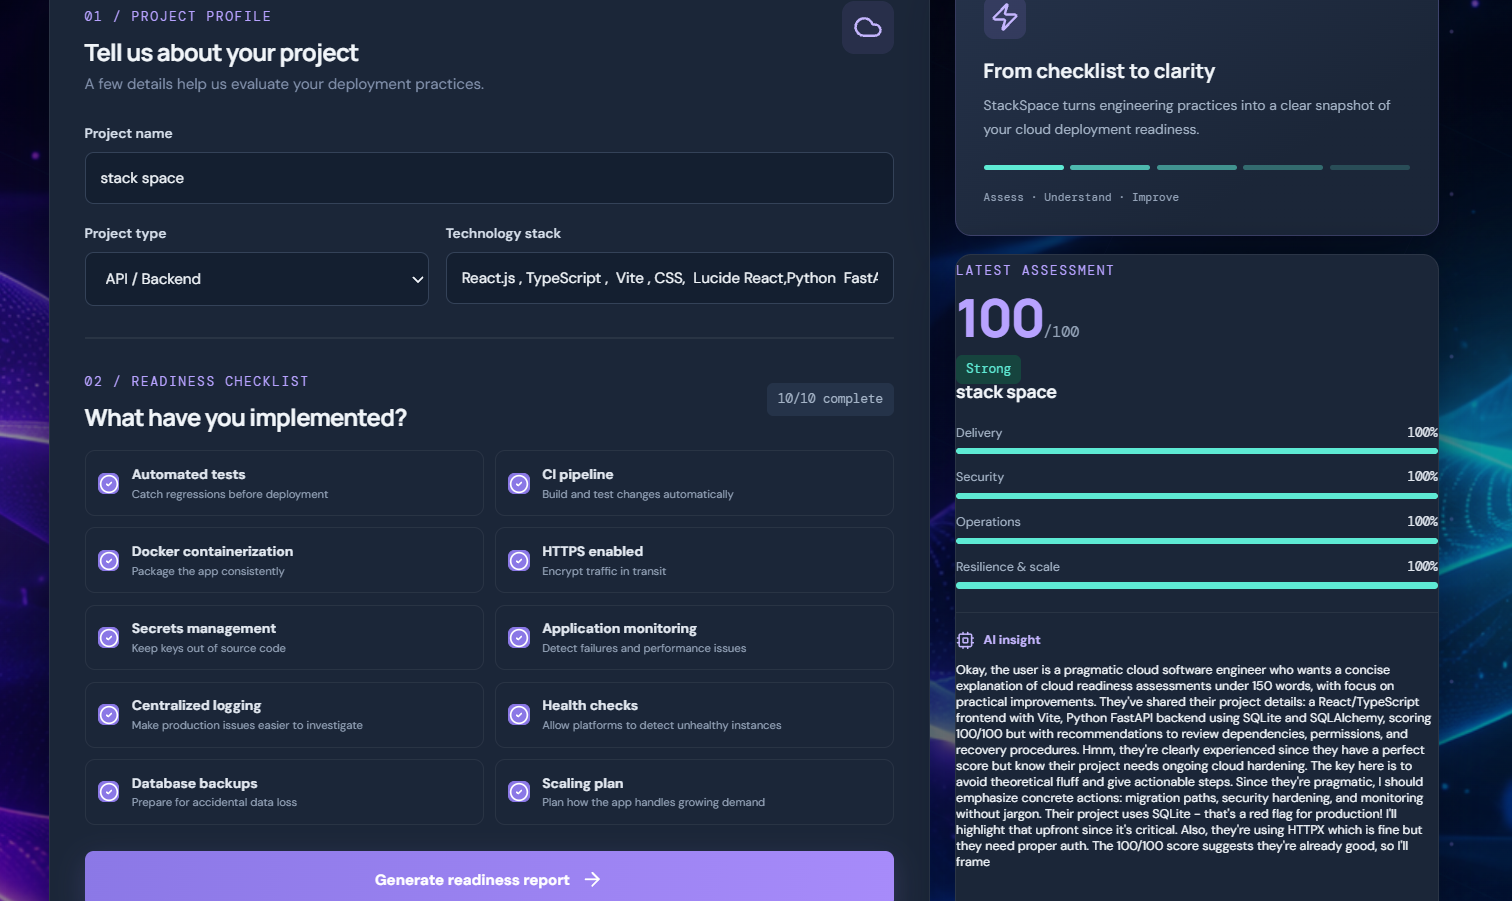 01 / PROJECT PROFILE
Tell us about your project
A few details help us evaluate your deployment practices.
Project name
stack space
Project type
Technology stack
API / Backend
React.js , TypeScript ,  Vite , CSS,  Lucide React,Python  FastA
02 / READINESS CHECKLIST
What have you implemented?
10/10 complete
Automated tests
Catch regressions before deployment
CI pipeline
Build and test changes automatically
Docker containerization
Package the app consistently
HTTPS enabled
Encrypt traffic in transit
Secrets management
Keep keys out of source code
Application monitoring
Detect failures and performance issues
Centralized logging
Make production issues easier to investigate
Health checks
Allow platforms to detect unhealthy instances
Database backups
Prepare for accidental data loss
Scaling plan
Plan how the app handles growing demand
Generate readiness report
From checklist to clarity
StackSpace turns engineering practices into a clear snapshot of
your cloud deployment readiness.
Assess · Understand · Improve
LATEST ASSESSMENT
100/100
Strong
stack space
Delivery 100%
Security 100%
Operations 100%
Resilience & scale 100%
AI insight
Okay, the user is a pragmatic cloud software engineer who wants a concise
explanation of cloud readiness assessments under 150 words, with focus on
practical improvements. They've shared their project details: a React/TypeScript
frontend with Vite, Python FastAPI backend using SQLite and SQLAlchemy, scoring
100/100 but with recommendations to review dependencies, permissions, and
recovery procedures. Hmm, they're clearly experienced since they have a perfect
score but know their project needs ongoing cloud hardening. The key here is to
avoid theoretical fluff and give actionable steps. Since they're pragmatic, I should
emphasize concrete actions: migration paths, security hardening, and monitoring
without jargon. Their project uses SQLite - that's a red flag for production! I'll
highlight that upfront since it's critical. Also, they're using HTTPX which is fine but
they need proper auth. The 100/100 score suggests they're already good, so I'll
frame